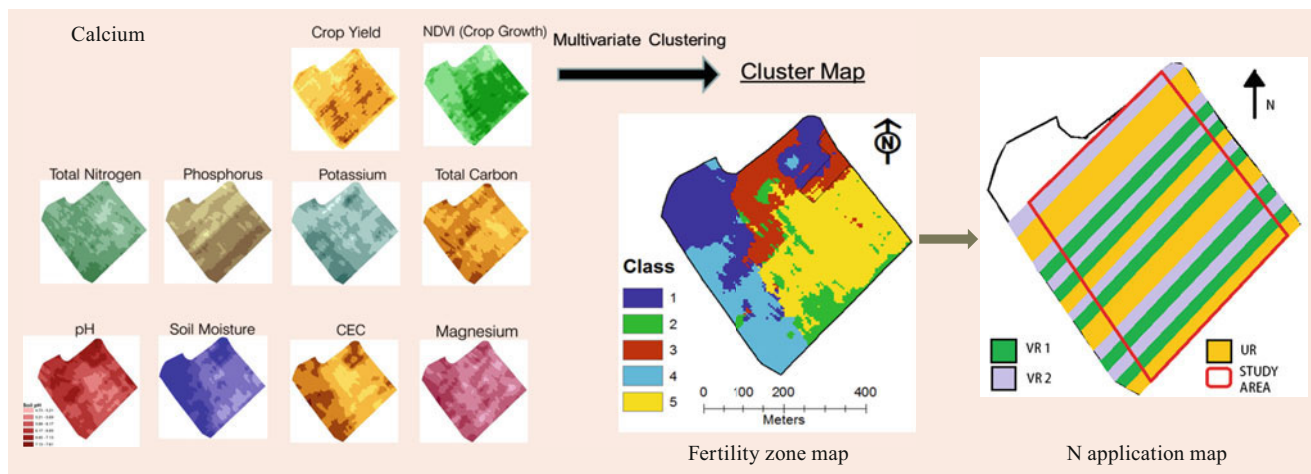 Calcium
Crop Yield
NDVI (Crop Growth)
Multivariate Clustering
Cluster Map
Total Nitrogen
Phosphorus
Potassium
Total Carbon
pH
Soil Moisture
CEC
Magnesium
Soil pH
N
Class
1
2
3
4
5
0 100 200 400
Meters
Fertility zone map
N
VR 1
VR 2
UR
STUDY
AREA
N application map